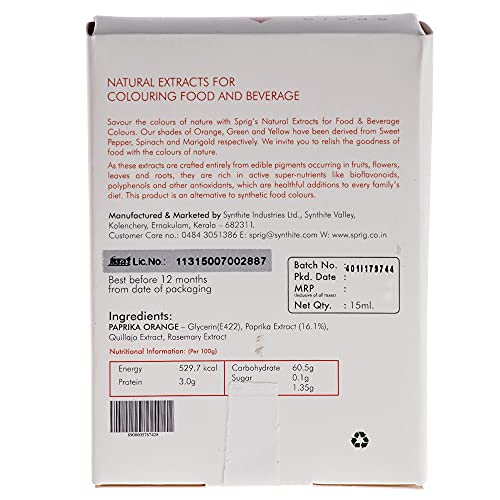 NATURAL EXTRACTS FOR
COLOURING FOOD AND BEVERAGE
Savour the colours of nature with Sprig's Natural Extracts for Food & Beverage
Colours. Our shades of Orange, Green and Yellow have been derived from Sweet
Pepper, Spinach and Marigold respectively. We invite you to relish the goodness of
food with the colours of nature.
As these extracts are crafted entirely from edible pigments occurring in fruits, flowers,
leaves and roots, they are rich in active super-nutrients like bioflavonoids,
polyphenols and other antioxidants, which are healthful additions to every family's
diet. This product is an alternative to synthetic food colours.
Manufactured & Marketed by Synthite Industries Ltd., Synthite Valley,
Kolenchery, Ernakulam, Kerala – 682311.
Customer Care no.: 0484 3051386 E: sprig@synthite.com www.sprig.co.in
fssai Lic.No.: 11315007002887
Best before 12 months
from date of packaging
Batch No. 401I179744
Pkd. Date :
MRP :
(Inclusive of all taxes)
Net Qty. : 15ml.
Ingredients:
PAPRIKA ORANGE – Glycerin(E422), Paprika Extract (16.1%),
Quillaja Extract, Rosemary Extract
Nutritional Information: (Per 100g)
Energy 529.7 kcal Carbohydrate 60.5g
Protein 3.0g Sugar 0.1g
1.35g